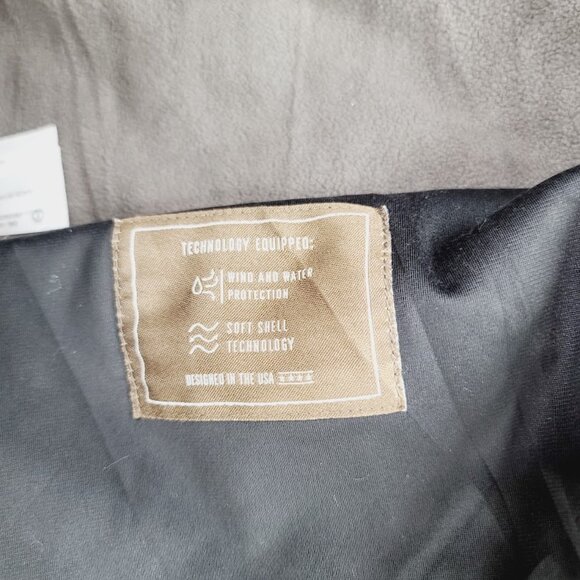 TECHNOLOGY EQUIPPED:
WIND AND WATER
PROTECTION
SOFT SHELL
TECHNOLOGY
DESIGNED IN THE USA